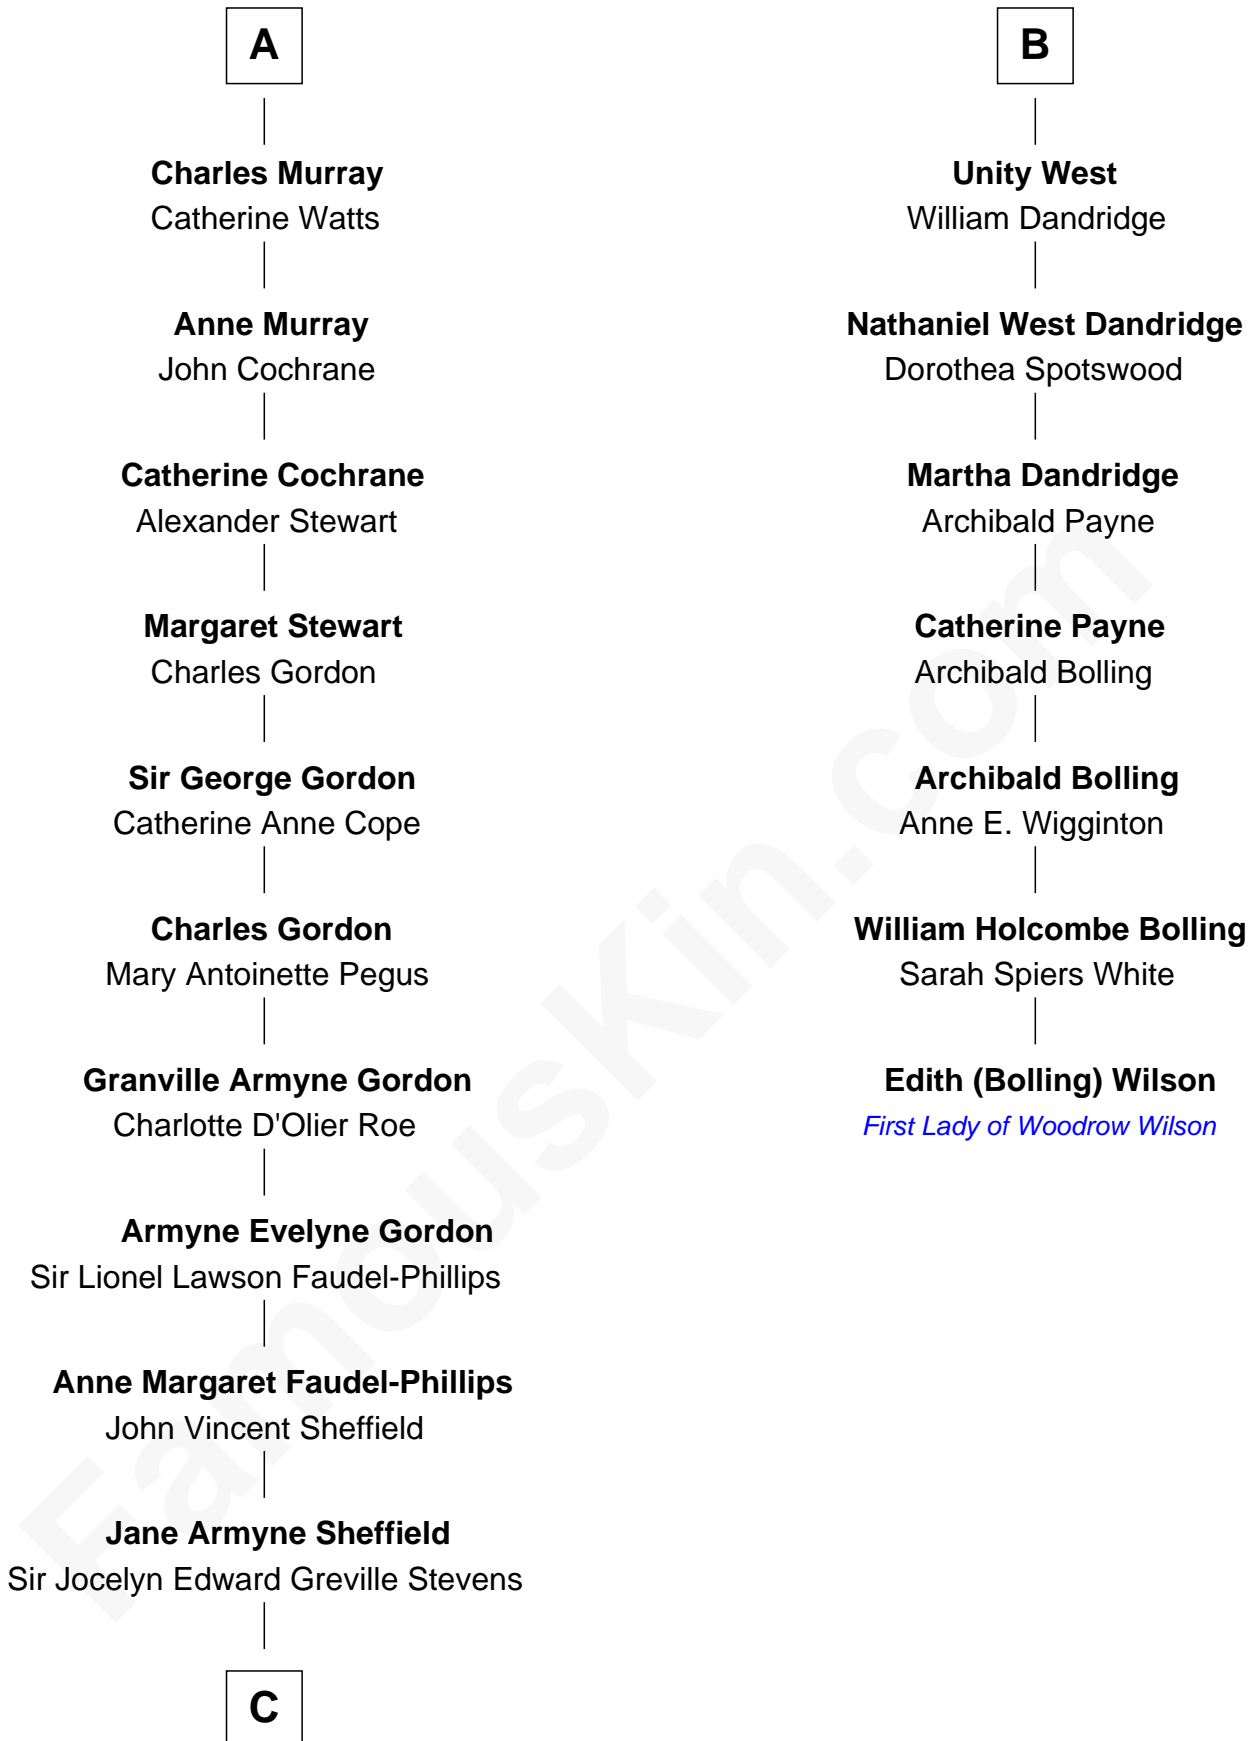 A
Charles Murray
Catherine Watts
Anne Murray
John Cochrane
Catherine Cochrane
Alexander Stewart
Margaret Stewart
Charles Gordon
Sir George Gordon
Catherine Anne Cope
Charles Gordon
Mary Antoinette Pegus
Granville Armyne Gordon
Charlotte D'Olier Roe
Armyne Evelyne Gordon
Sir Lionel Lawson Faudel-Phillips
Anne Margaret Faudel-Phillips
John Vincent Sheffield
Jane Armyne Sheffield
Sir Jocelyn Edward Greville Stevens
C
B
Unity West
William Dandridge
Nathaniel West Dandridge
Dorothea Spotswood
Martha Dandridge
Archibald Payne
Catherine Payne
Archibald Bolling
Archibald Bolling
Anne E. Wigginton
William Holcombe Bolling
Sarah Spiers White
Edith (Bolling) Wilson
First Lady of Woodrow Wilson
FamousKin.com